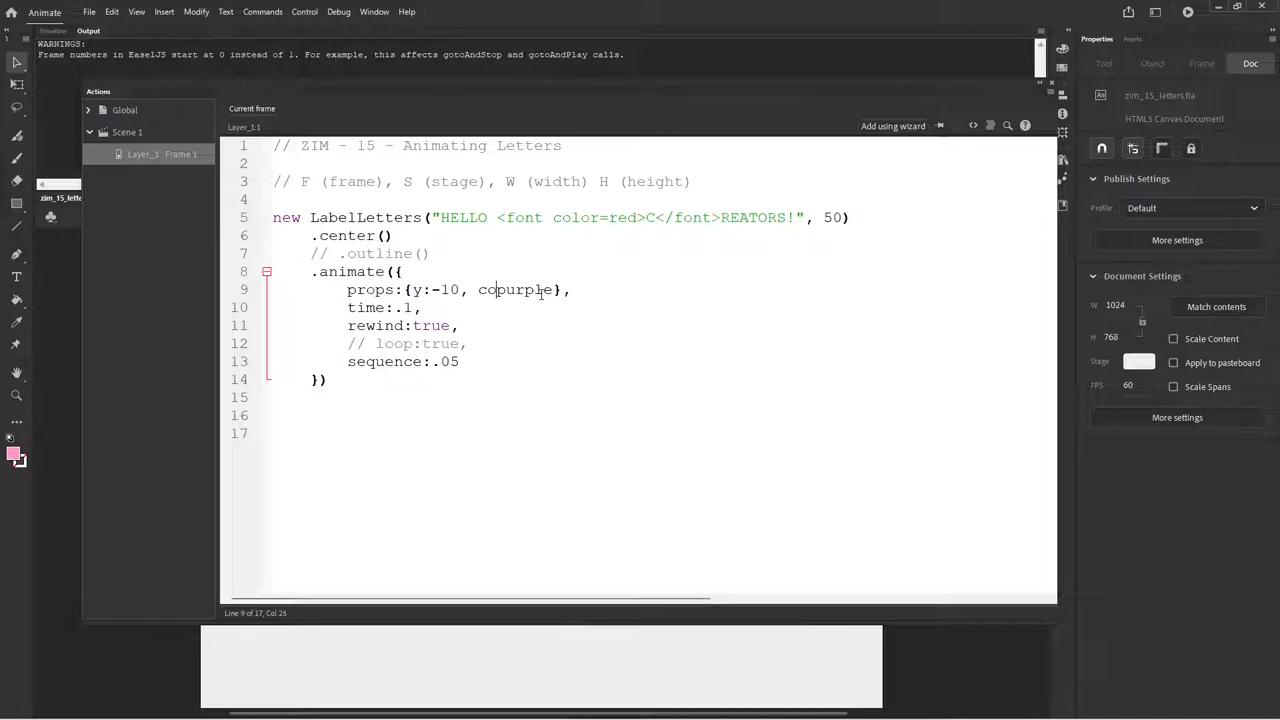 Animate File Edit View Insert Modify Text Commands Control Debug Window Help
Timeline Output
WARNINGS:
Frame numbers in EaselJS start at 0 instead of 1. For example, this affects gotoAndStop and gotoAndPlay calls.
Actions
Global
Scene 1
Layer_1 Frame 1
zim_15_lette
Current frame
Layer_1:1
Add using wizard
1 // ZIM - 15 - Animating Letters
2
3 // F (frame), S (stage), W (width) H (height)
4
5 new LabelLetters("HELLO <font color=red>C</font>REATORS!", 50)
6 .center()
7 // .outline()
8 .animate({
9 props:{y:-10, copurple},
10 time:.1,
11 rewind:true,
12 // loop:true,
13 sequence:.05
14 })
15
16
17
Line 9 of 17, Col 25
Properties Assets
Tool Object Frame Doc
An zim_15_letters.fla
HTML5 Canvas Document
Publish Settings
Profile Default
More settings
Document Settings
W 1024 Match contents
H 768 Scale Content
Stage Apply to pasteboard
FPS 60 Scale Spans
More settings